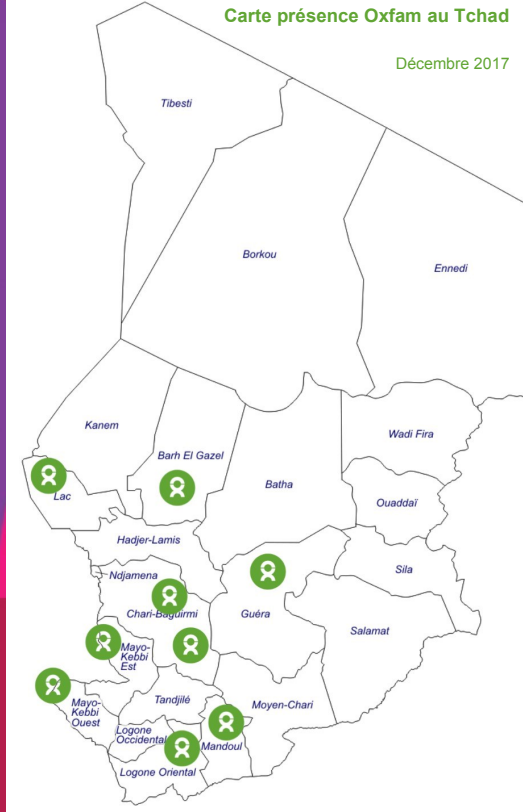 Carte présence Oxfam au Tchad
Décembre 2017
Tibesti
Borkou
Ennedi
Kanem
Wadi Fira
Barh El Gazel
Batha
Lac
Ouaddaï
Hadjer-Lamis
Sila
Ndjamena
Chari-Baguirmi
Guéra
Salamat
Mayo-
Kebbi
Est
Tandjilé
Moyen-Chari
Mayo-
Kebbi
Ouest
Logone
Occidental
Mandoul
Logone Oriental